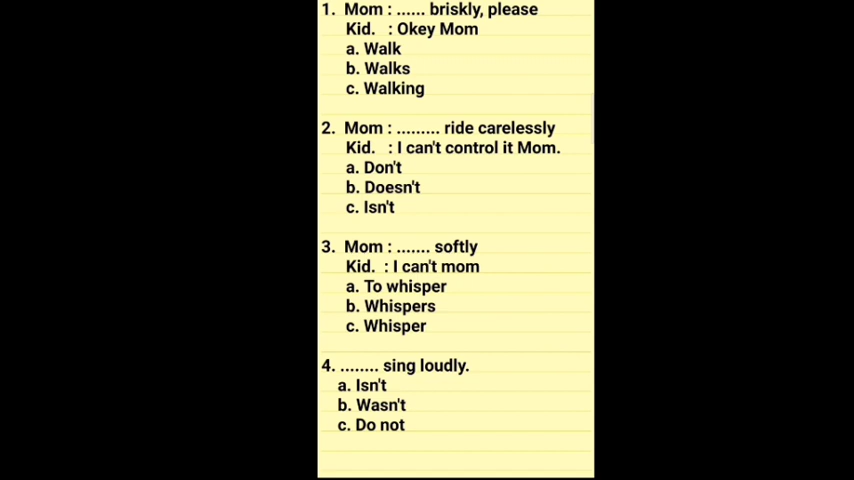 1. Mom : ...... briskly, please
Kid. : Okey Mom
a. Walk
b. Walks
c. Walking
2. Mom : ......... ride carelessly
Kid. : I can't control it Mom.
a. Don't
b. Doesn't
c. Isn't
3. Mom : ....... softly
Kid. : I can't mom
a. To whisper
b. Whispers
c. Whisper
4. ........ sing loudly.
a. Isn't
b. Wasn't
c. Do not